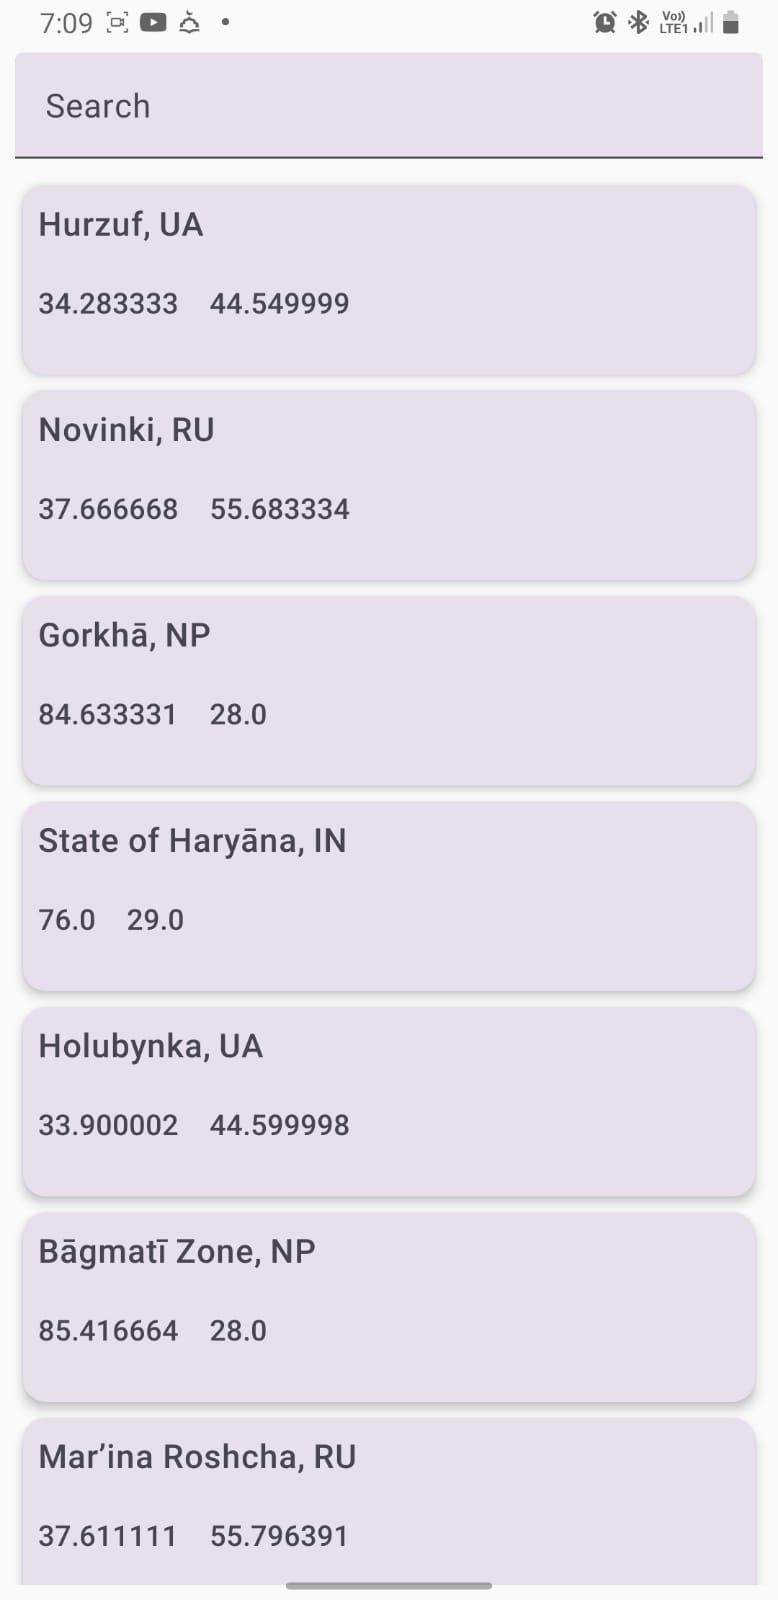 7:09
Vo))
LTE1
Search
Hurzuf, UA
34.283333 44.549999
Novinki, RU
37.666668 55.683334
Gorkhā, NP
84.633331 28.0
State of Haryāna, IN
76.0 29.0
Holubynka, UA
33.900002 44.599998
Bāgmatī Zone, NP
85.416664 28.0
Mar’ina Roshcha, RU
37.611111 55.796391